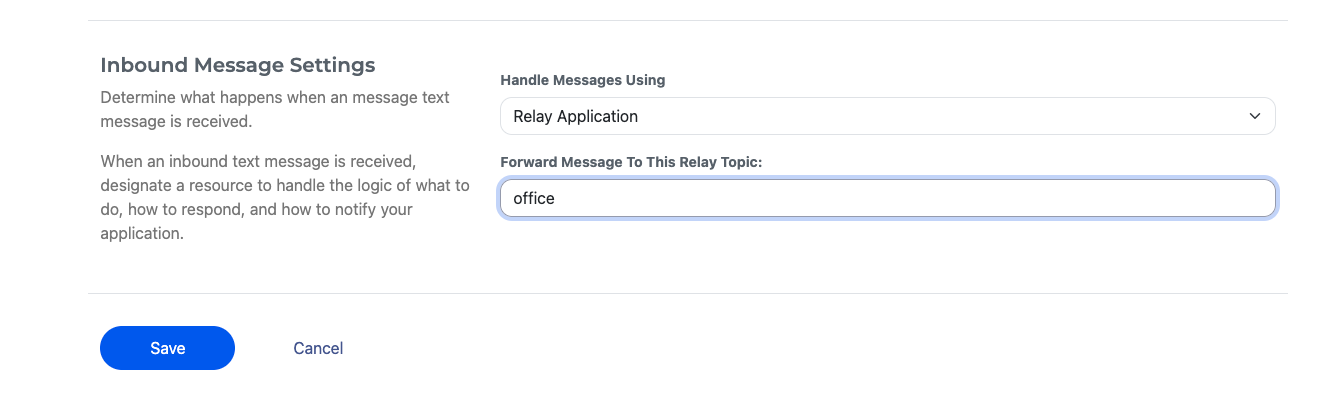 Inbound Message Settings
Determine what happens when an message text
message is received.
When an inbound text message is received,
designate a resource to handle the logic of what to
do, how to respond, and how to notify your
application.
Handle Messages Using
Relay Application
Forward Message To This Relay Topic:
office
Save
Cancel